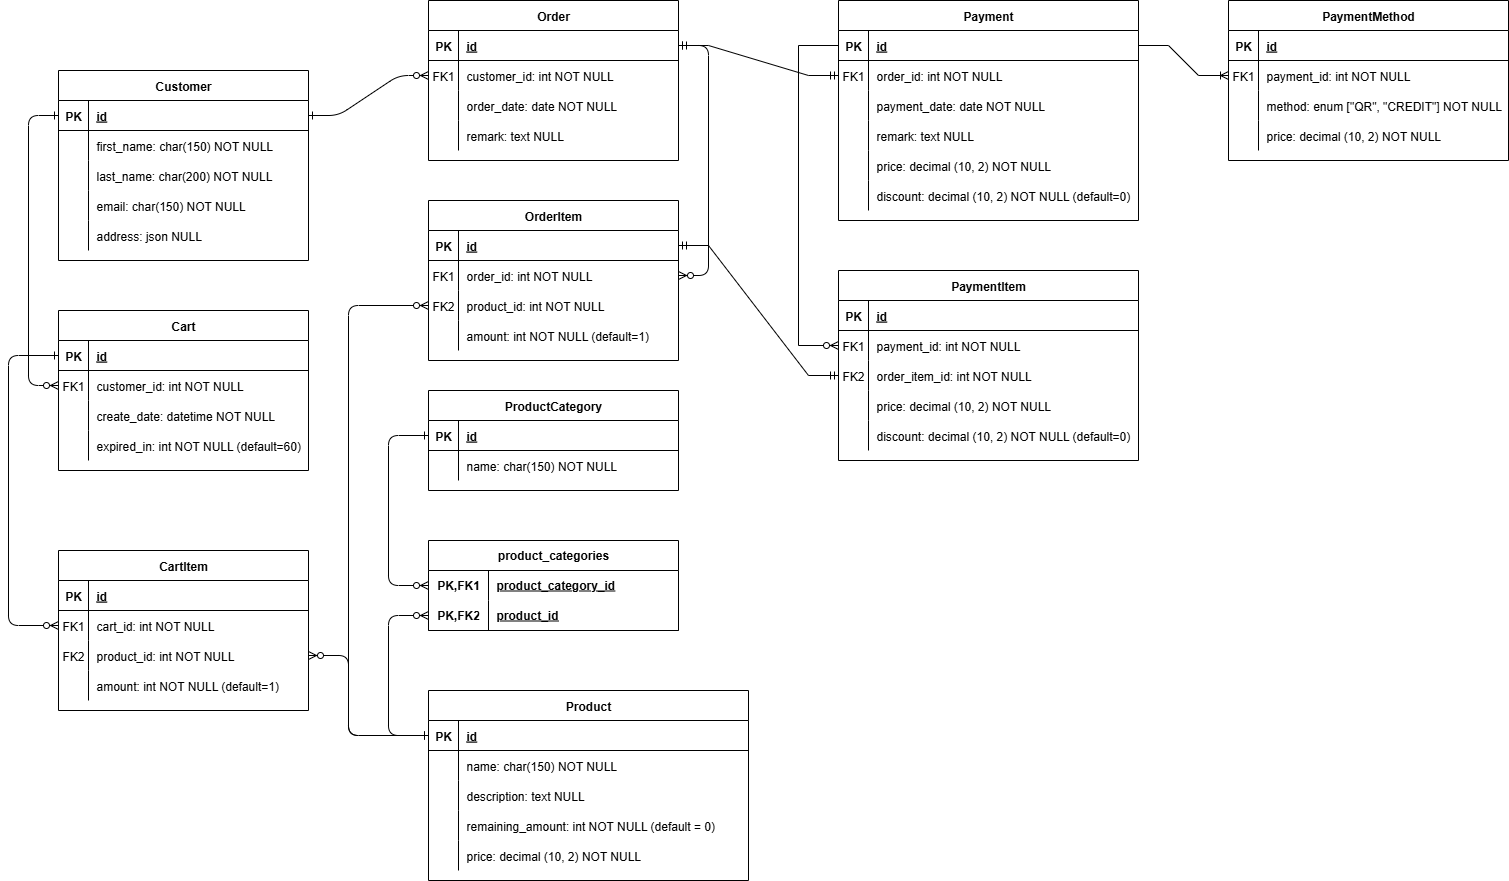 Customer
PK id
first_name: char(150) NOT NULL
last_name: char(200) NOT NULL
email: char(150) NOT NULL
address: json NULL
Cart
PK id
FK1 customer_id: int NOT NULL
create_date: datetime NOT NULL
expired_in: int NOT NULL (default=60)
CartItem
PK id
FK1 cart_id: int NOT NULL
FK2 product_id: int NOT NULL
amount: int NOT NULL (default=1)
Order
PK id
FK1 customer_id: int NOT NULL
order_date: date NOT NULL
remark: text NULL
OrderItem
PK id
FK1 order_id: int NOT NULL
FK2 product_id: int NOT NULL
amount: int NOT NULL (default=1)
ProductCategory
PK id
name: char(150) NOT NULL
product_categories
PK,FK1 product_category_id
PK,FK2 product_id
Product
PK id
name: char(150) NOT NULL
description: text NULL
remaining_amount: int NOT NULL (default = 0)
price: decimal (10, 2) NOT NULL
Payment
PK id
FK1 order_id: int NOT NULL
payment_date: date NOT NULL
remark: text NULL
price: decimal (10, 2) NOT NULL
discount: decimal (10, 2) NOT NULL (default=0)
PaymentItem
PK id
FK1 payment_id: int NOT NULL
FK2 order_item_id: int NOT NULL
price: decimal (10, 2) NOT NULL
discount: decimal (10, 2) NOT NULL (default=0)
PaymentMethod
PK id
FK1 payment_id: int NOT NULL
method: enum ["QR", "CREDIT"] NOT NULL
price: decimal (10, 2) NOT NULL